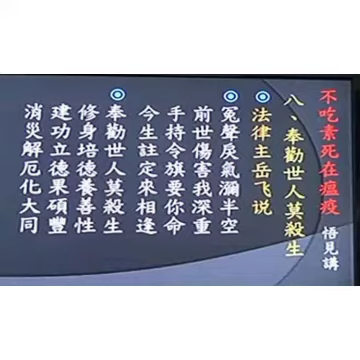 不吃素死在瘟疫 悟見講
八、奉勸世人莫殺生
法律主岳飞说
冤聲戾氣瀰半空
前世傷害我深重
手持令旗要你命
今生註定來相逢
奉勸世人莫殺生
修身培德養善性
建功立德果碩豐
消災解厄化大同